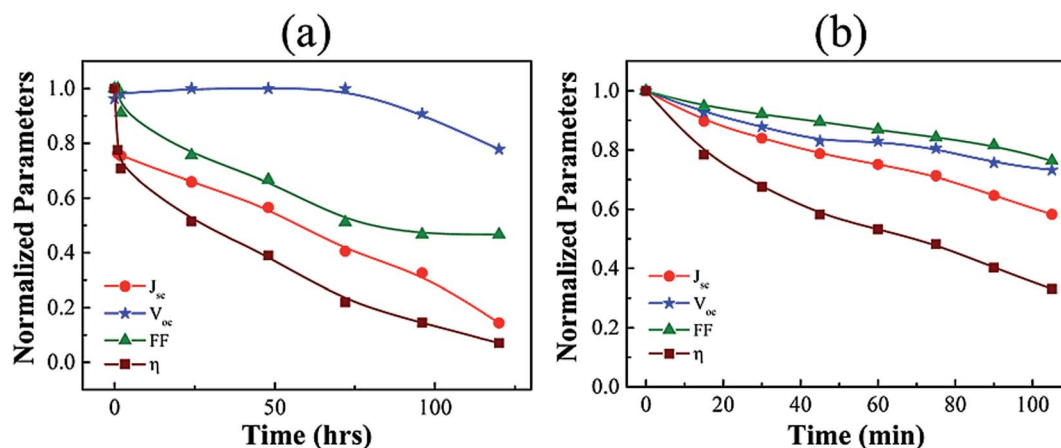 (a)
Normalized Parameters
1.0
0.8
0.6
0.4
0.2
0.0
J_sc
V_oc
FF
η
0
50
100
Time (hrs)
(b)
Normalized Parameters
1.0
0.8
0.6
0.4
0.2
0.0
J_sc
V_oc
FF
η
0
20
40
60
80
100
Time (min)